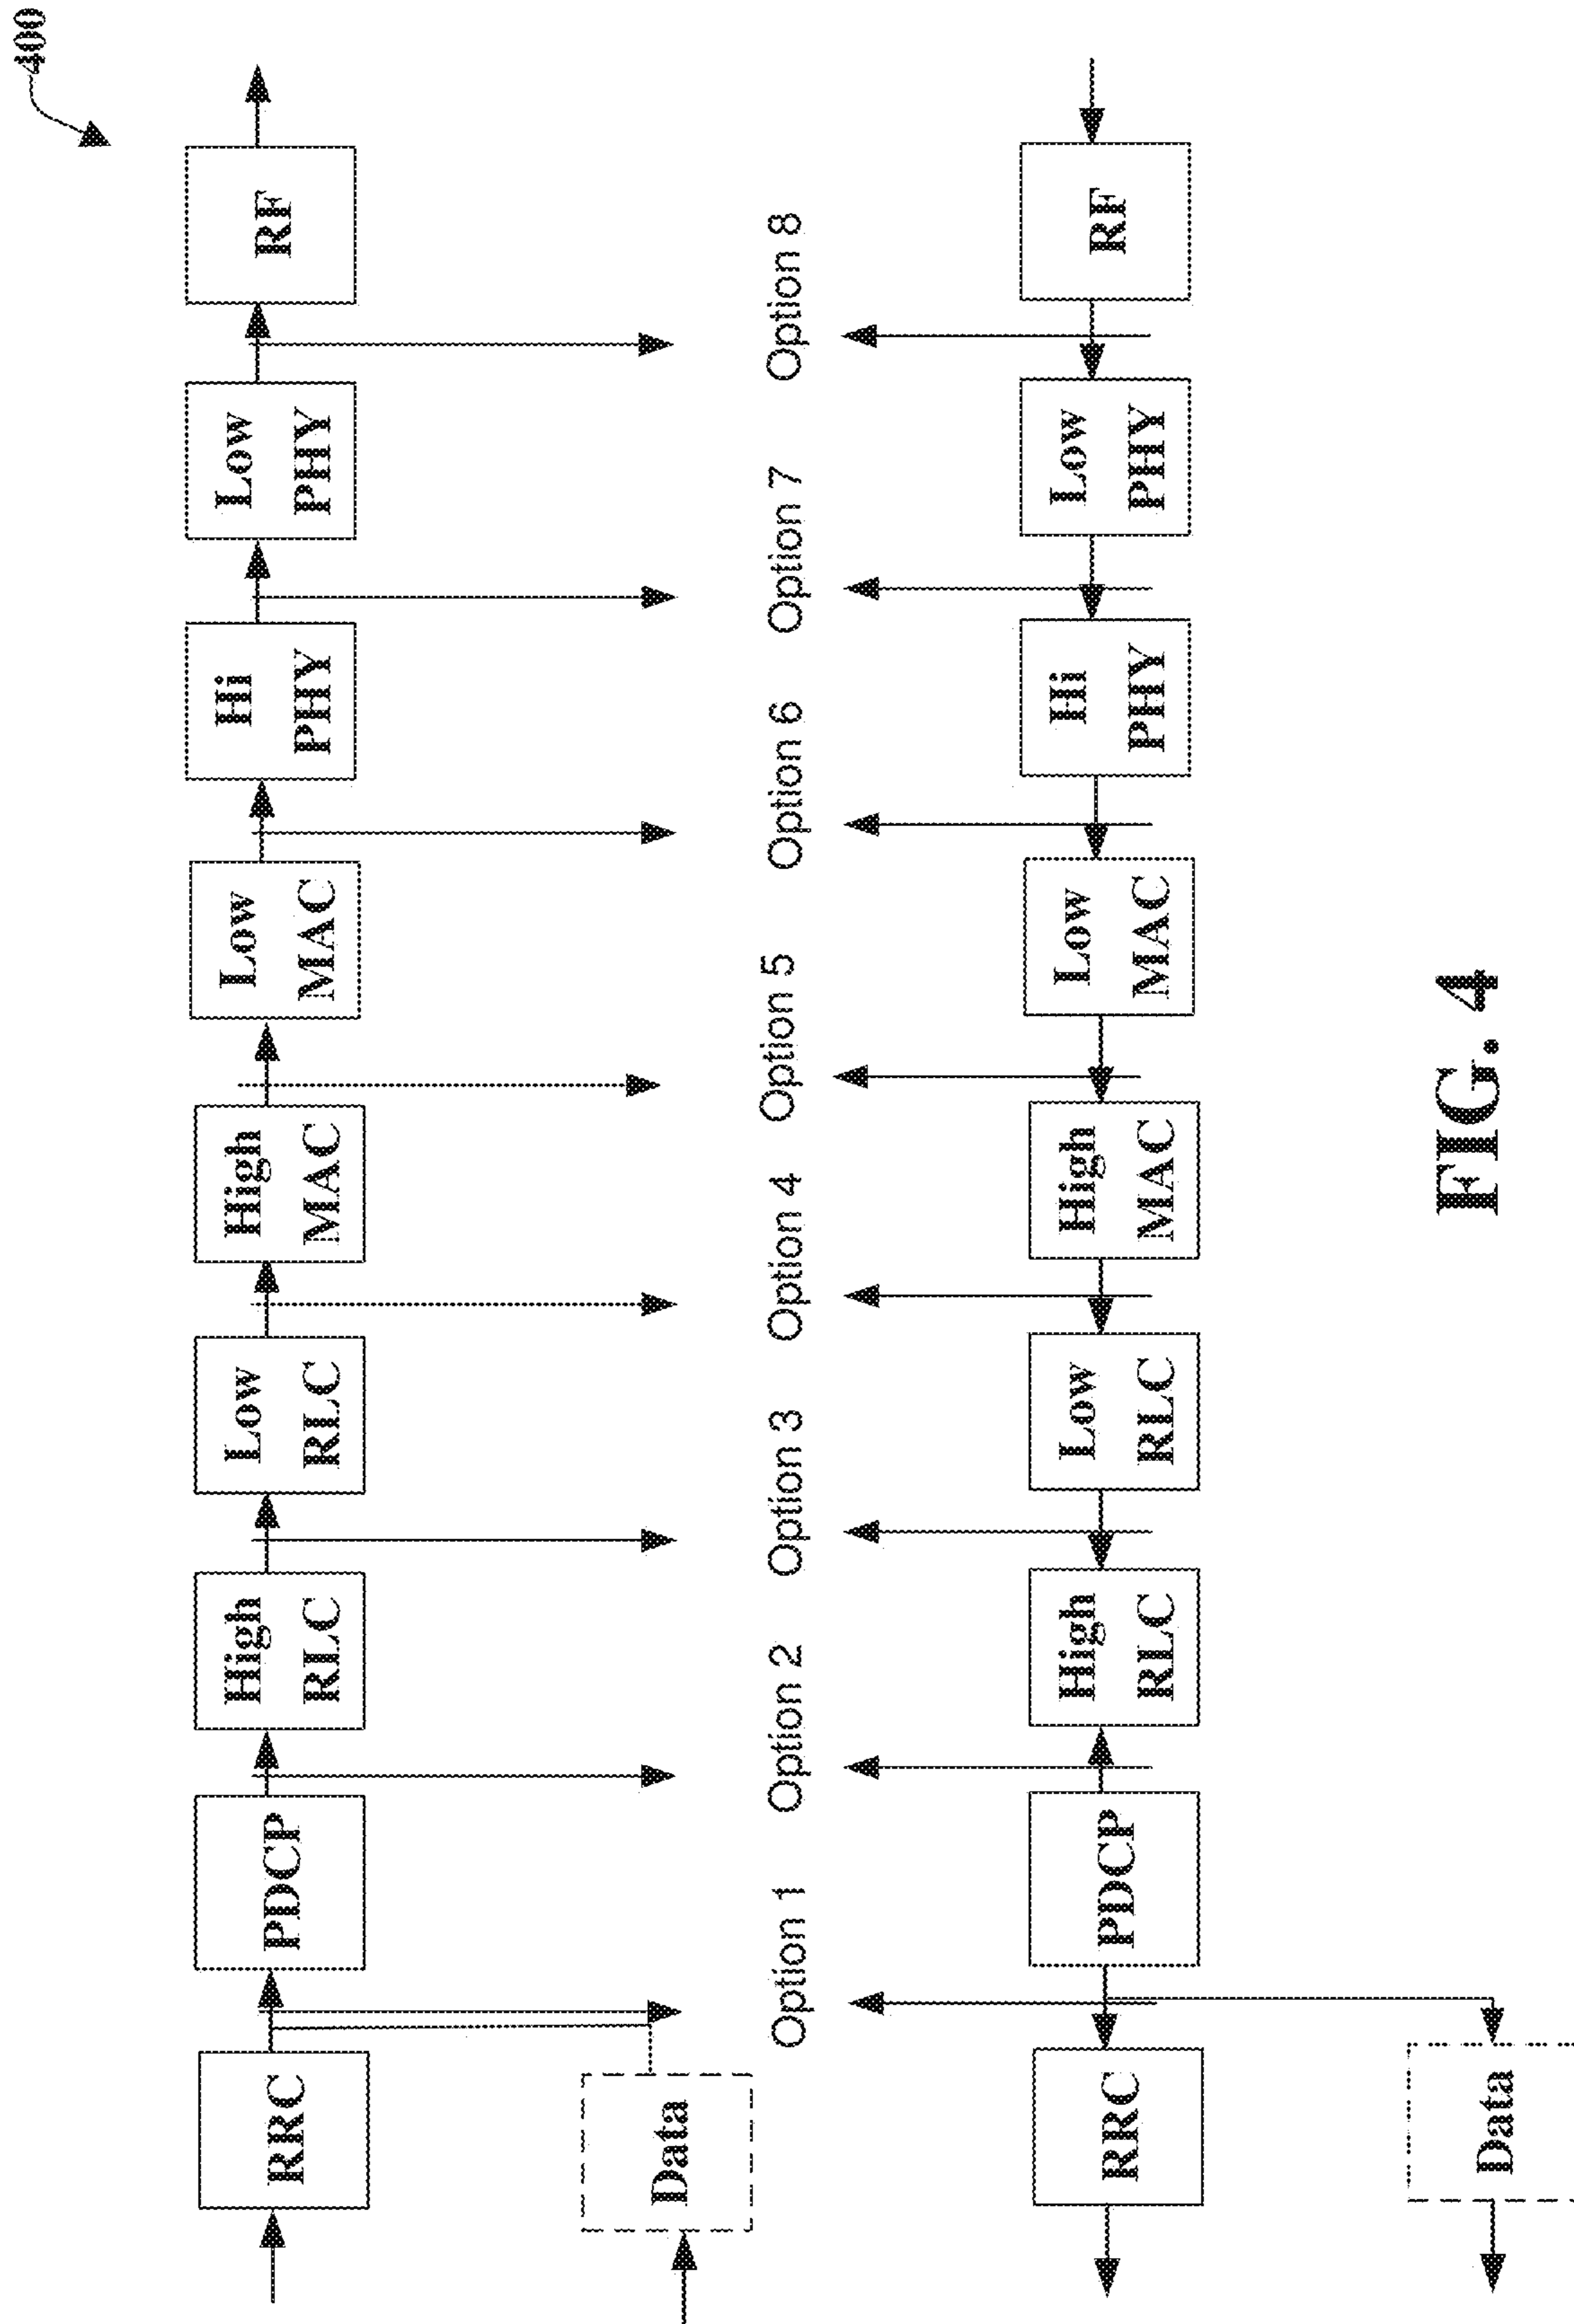 400
RRC
PDCP
High
RLC
Low
RLC
High
MAC
Low
MAC
Hi
PHY
Low
PHY
RF
Data
Option 1
Option 2
Option 3
Option 4
Option 5
Option 6
Option 7
Option 8
RRC
PDCP
High
RLC
Low
RLC
High
MAC
Low
MAC
Hi
PHY
Low
PHY
RF
Data
FIG. 4